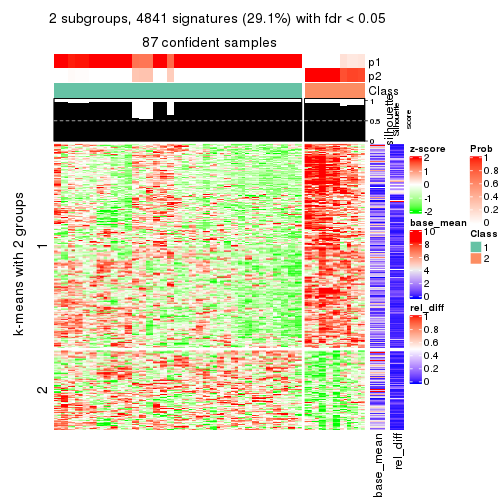 2 subgroups, 4841 signatures (29.1%) with fdr < 0.05
87 confident samples
p1
p2
Class
1
0.5
0
silhouette
Silhouette
score
k-means with 2 groups
1
2
base_mean
rel_diff
z-score
2
1
0
-1
-2
base_mean
10
8
6
4
2
0
rel_diff
1
0.8
0.6
0.4
0.2
0
Prob
1
0.8
0.6
0.4
0.2
0
Class
1
2